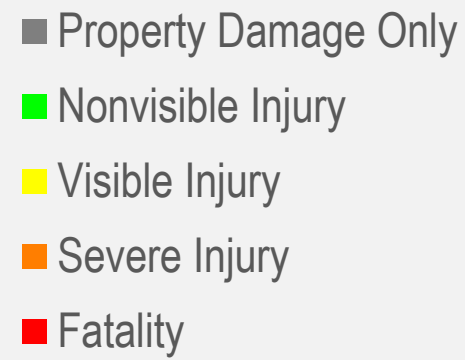 Property Damage Only
Nonvisible Injury
Visible Injury
Severe Injury
Fatality